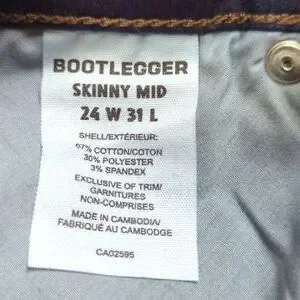 BOOTLEGGER
SKINNY MID
24 W 31 L
SHELL/EXTÉRIEUR:
67% COTTON/COTON
30% POLYESTER
3% SPANDEX
EXCLUSIVE OF TRIM/
GARNITURES
NON-COMPRISES
MADE IN CAMBODIA/
FABRIQUÉ AU CAMBODGE
CA02595